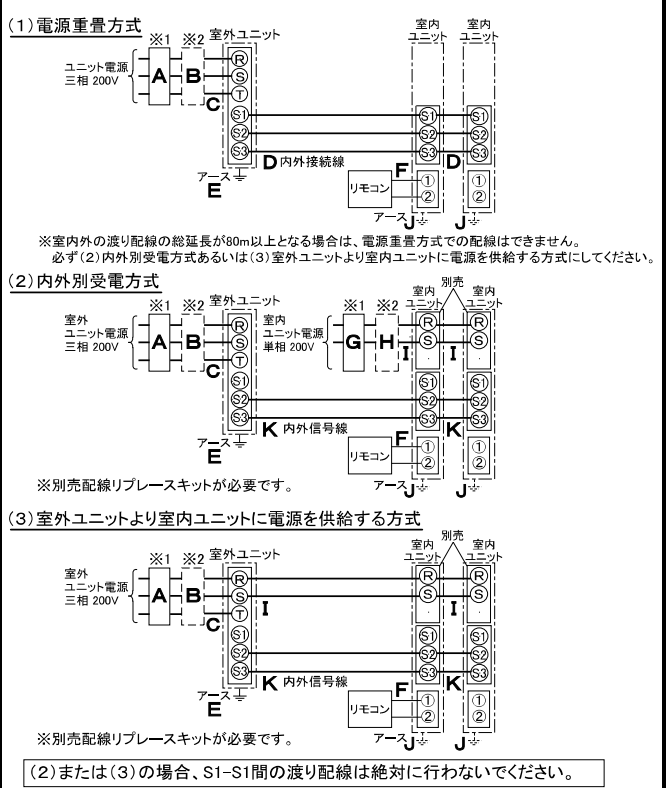 (1)電源重畳方式
※1 ※2 室外ユニット 室内 室内
ユニット ユニット
ユニット電源
三相 200V
A B C
R
S
T
S1 S1 S1
S2 S2 S2
S3 S3 S3
D 内外接続線 F D
アース
E
リモコン ① ①
② ②
アース J J
※室内外の渡り配線の総延長が80m以上となる場合は、電源重畳方式での配線はできません。
必ず(2)内外別受電方式あるいは(3)室外ユニットより室内ユニットに電源を供給する方式にしてください。
(2)内外別受電方式
別売
※1 ※2 室外ユニット ※1 ※2 室内 室内
ユニット ユニット
室外
ユニット電源
三相 200V
A B C
室内
ユニット電源
単相 200V
G H I I
R R R
S S S
T
S1 S1 S1
S2 S2 S2
S3 S3 S3
K 内外信号線 F K
アース
E
リモコン ① ①
② ②
アース J J
※別売配線リプレースキットが必要です。
(3)室外ユニットより室内ユニットに電源を供給する方式
別売
※1 ※2 室外ユニット 室内 室内
ユニット ユニット
室外
ユニット電源
三相 200V
A B C I I
R R R
S S S
T
S1 S1 S1
S2 S2 S2
S3 S3 S3
K 内外信号線 F K
アース
E
リモコン ① ①
② ②
アース J J
※別売配線リプレースキットが必要です。
(2)または(3)の場合、S1-S1間の渡り配線は絶対に行わないでください。